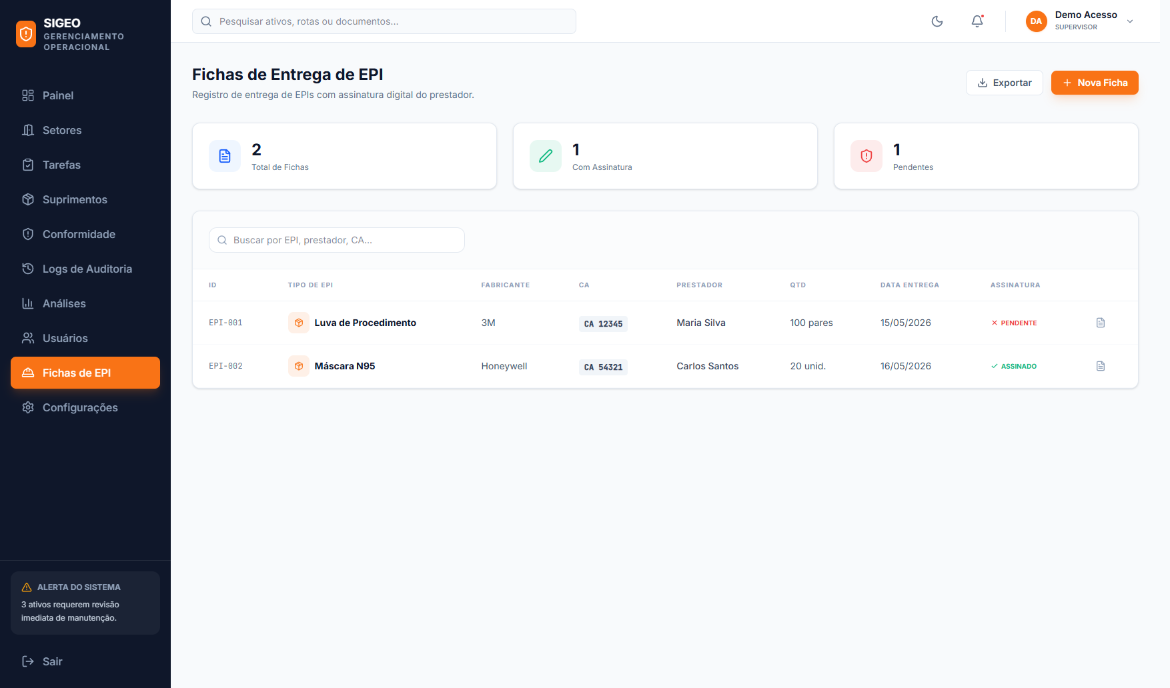 SIGEO
GERENCIAMENTO
OPERACIONAL
Painel
Setores
Tarefas
Suprimentos
Conformidade
Logs de Auditoria
Análises
Usuários
Fichas de EPI
Configurações
ALERTA DO SISTEMA
3 ativos requerem revisão
imediata de manutenção.
Sair
Pesquisar ativos, rotas ou documentos...
DA
Demo Acesso
SUPERVISOR
Fichas de Entrega de EPI
Registro de entrega de EPIs com assinatura digital do prestador.
Exportar
+ Nova Ficha
2
Total de Fichas
1
Com Assinatura
1
Pendentes
Buscar por EPI, prestador, CA...
ID TIPO DE EPI FABRICANTE CA PRESTADOR QTD DATA ENTREGA ASSINATURA
EPI-001 Luva de Procedimento 3M CA 12345 Maria Silva 100 pares 15/05/2026 PENDENTE
EPI-002 Máscara N95 Honeywell CA 54321 Carlos Santos 20 unid. 16/05/2026 ASSINADO